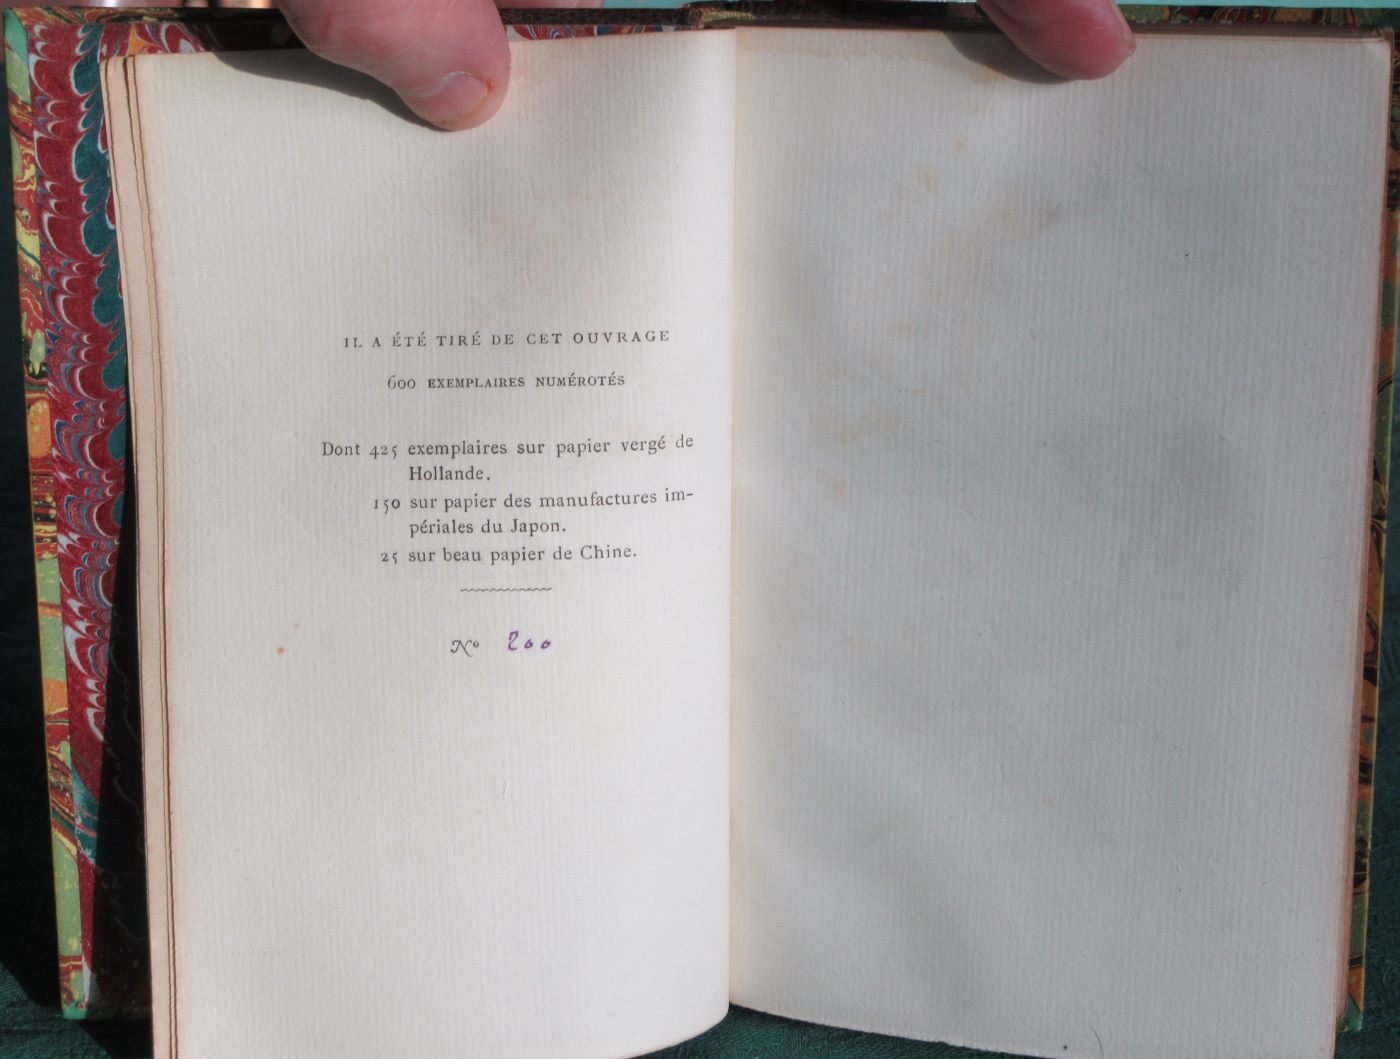 IL A ÉTÉ TIRÉ DE CET OUVRAGE
600 EXEMPLAIRES NUMÉROTÉS
Dont 425 exemplaires sur papier vergé de
Hollande.
150 sur papier des manufactures im-
périales du Japon.
25 sur beau papier de Chine.
Nº 200